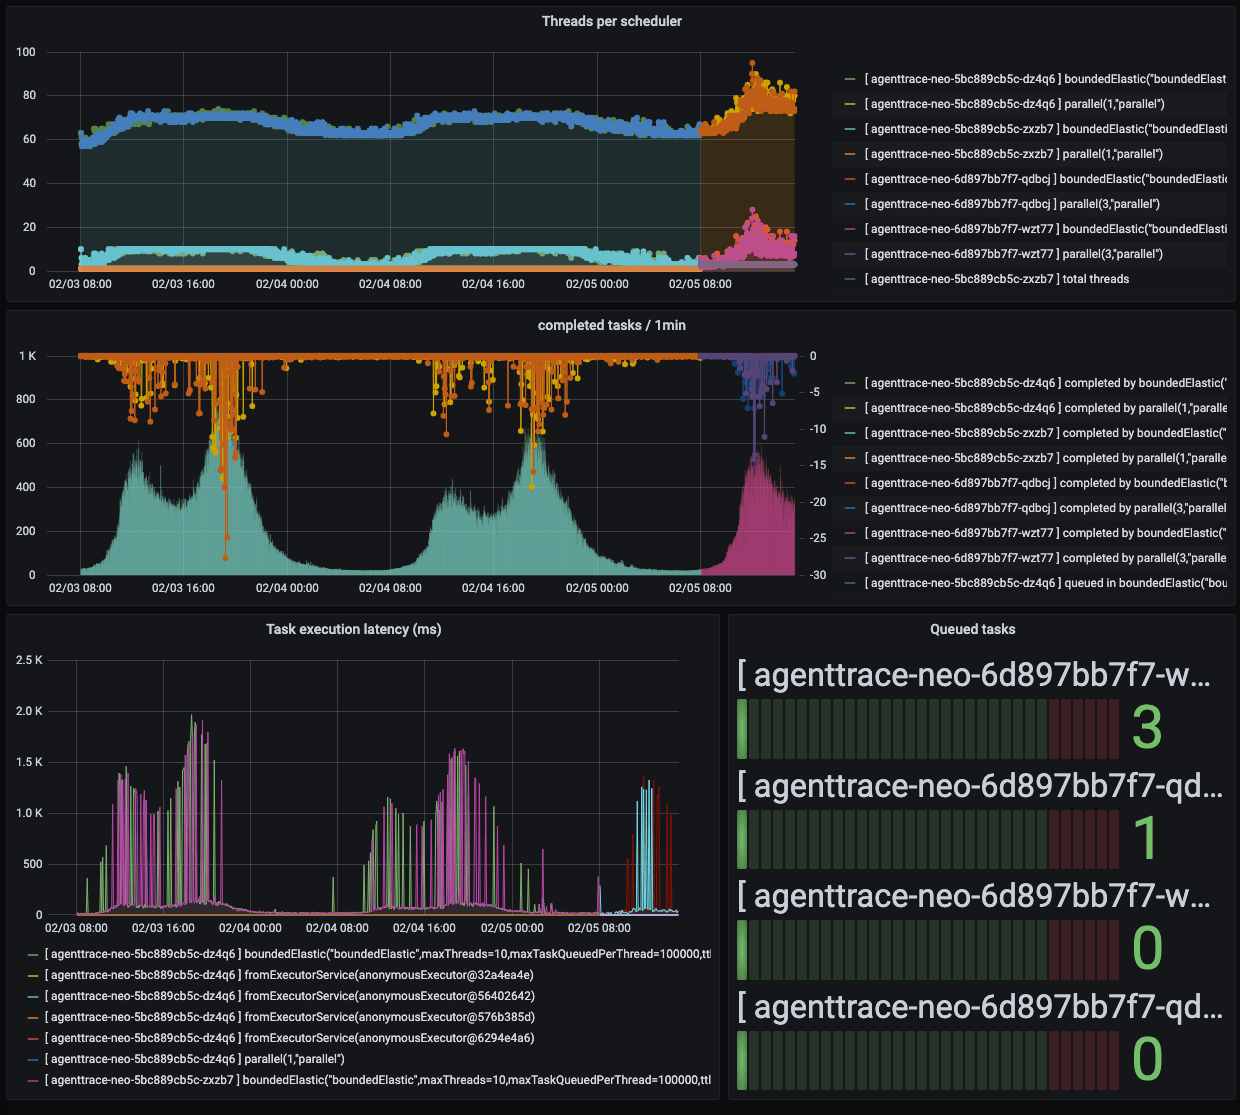 Threads per scheduler
100
80
60
40
20
0
02/03 08:00
02/03 16:00
02/04 00:00
02/04 08:00
02/04 16:00
02/05 00:00
02/05 08:00
[ agenttrace-neo-5bc889cb5c-dz4q6 ] boundedElastic("boundedElast
[ agenttrace-neo-5bc889cb5c-dz4q6 ] parallel(1,"parallel")
[ agenttrace-neo-5bc889cb5c-zxzb7 ] boundedElastic("boundedElasti
[ agenttrace-neo-5bc889cb5c-zxzb7 ] parallel(1,"parallel")
[ agenttrace-neo-6d897bb7f7-qdbcj ] boundedElastic("boundedElastic
[ agenttrace-neo-6d897bb7f7-qdbcj ] parallel(3,"parallel")
[ agenttrace-neo-6d897bb7f7-wzt77 ] boundedElastic("boundedElasti
[ agenttrace-neo-6d897bb7f7-wzt77 ] parallel(3,"parallel")
[ agenttrace-neo-5bc889cb5c-zxzb7 ] total threads
completed tasks / 1min
1 K
800
600
400
200
0
0
-5
-10
-15
-20
-25
-30
02/03 08:00
02/03 16:00
02/04 00:00
02/04 08:00
02/04 16:00
02/05 00:00
02/05 08:00
[ agenttrace-neo-5bc889cb5c-dz4q6 ] completed by boundedElastic("
[ agenttrace-neo-5bc889cb5c-dz4q6 ] completed by parallel(1,"paralle
[ agenttrace-neo-5bc889cb5c-zxzb7 ] completed by boundedElastic("
[ agenttrace-neo-5bc889cb5c-zxzb7 ] completed by parallel(1,"paralle
[ agenttrace-neo-6d897bb7f7-qdbcj ] completed by boundedElastic("b
[ agenttrace-neo-6d897bb7f7-qdbcj ] completed by parallel(3,"parallel
[ agenttrace-neo-6d897bb7f7-wzt77 ] completed by boundedElastic("
[ agenttrace-neo-6d897bb7f7-wzt77 ] completed by parallel(3,"paralle
[ agenttrace-neo-5bc889cb5c-dz4q6 ] queued in boundedElastic("bou
Task execution latency (ms)
2.5 K
2.0 K
1.5 K
1.0 K
500
0
02/03 08:00
02/03 16:00
02/04 00:00
02/04 08:00
02/04 16:00
02/05 00:00
02/05 08:00
[ agenttrace-neo-5bc889cb5c-dz4q6 ] boundedElastic("boundedElastic",maxThreads=10,maxTaskQueuedPerThread=100000,ttl
[ agenttrace-neo-5bc889cb5c-dz4q6 ] fromExecutorService(anonymousExecutor@32a4ea4e)
[ agenttrace-neo-5bc889cb5c-dz4q6 ] fromExecutorService(anonymousExecutor@56402642)
[ agenttrace-neo-5bc889cb5c-dz4q6 ] fromExecutorService(anonymousExecutor@576b385d)
[ agenttrace-neo-5bc889cb5c-dz4q6 ] fromExecutorService(anonymousExecutor@6294e4a6)
[ agenttrace-neo-5bc889cb5c-dz4q6 ] parallel(1,"parallel")
[ agenttrace-neo-5bc889cb5c-zxzb7 ] boundedElastic("boundedElastic",maxThreads=10,maxTaskQueuedPerThread=100000,ttl
Queued tasks
[ agenttrace-neo-6d897bb7f7-w...
3
[ agenttrace-neo-6d897bb7f7-qd...
1
[ agenttrace-neo-6d897bb7f7-w...
0
[ agenttrace-neo-6d897bb7f7-qd...
0